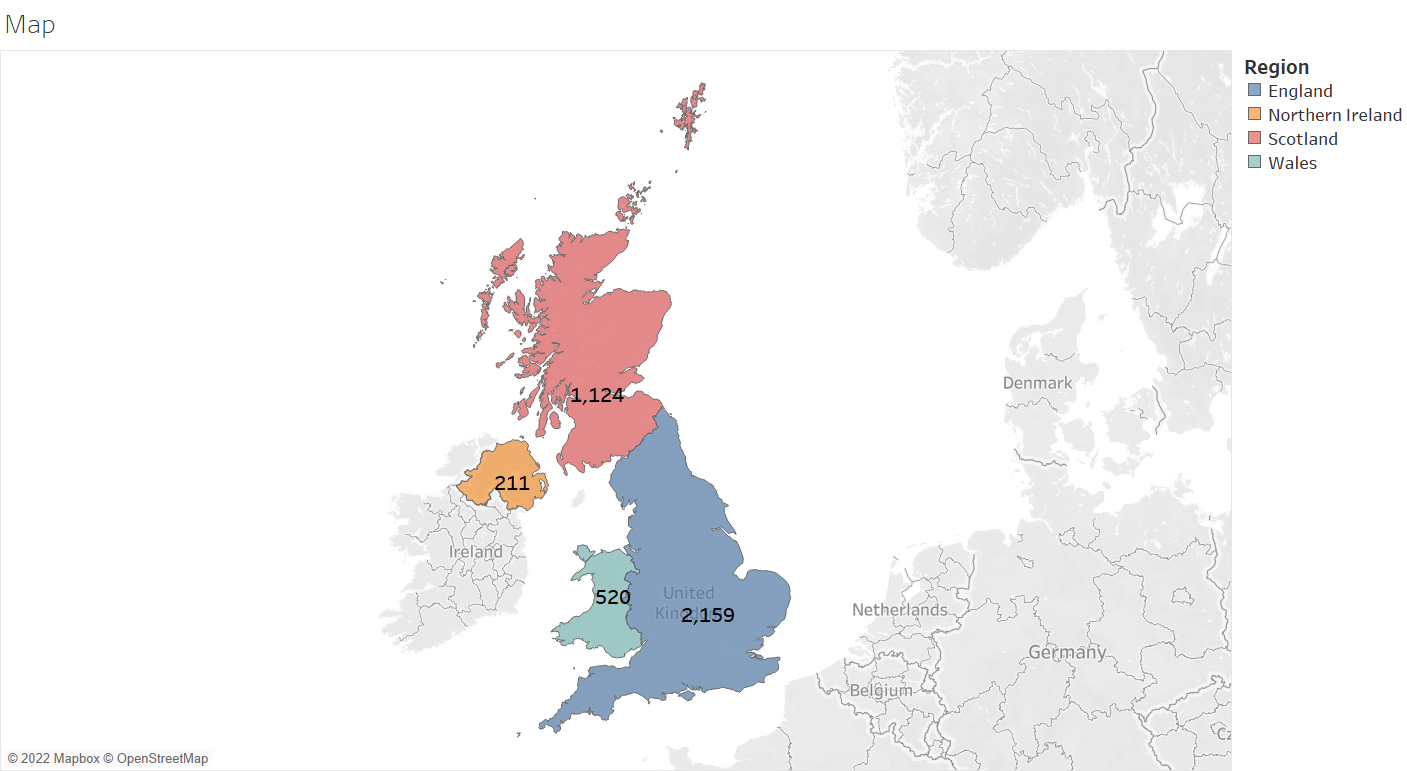 Map
Region
England
Northern Ireland
Scotland
Wales
1,124
Denmark
211
Ireland
520
United
2,159
Netherlands
Germany
Belgium
© 2022 Mapbox © OpenStreetMap